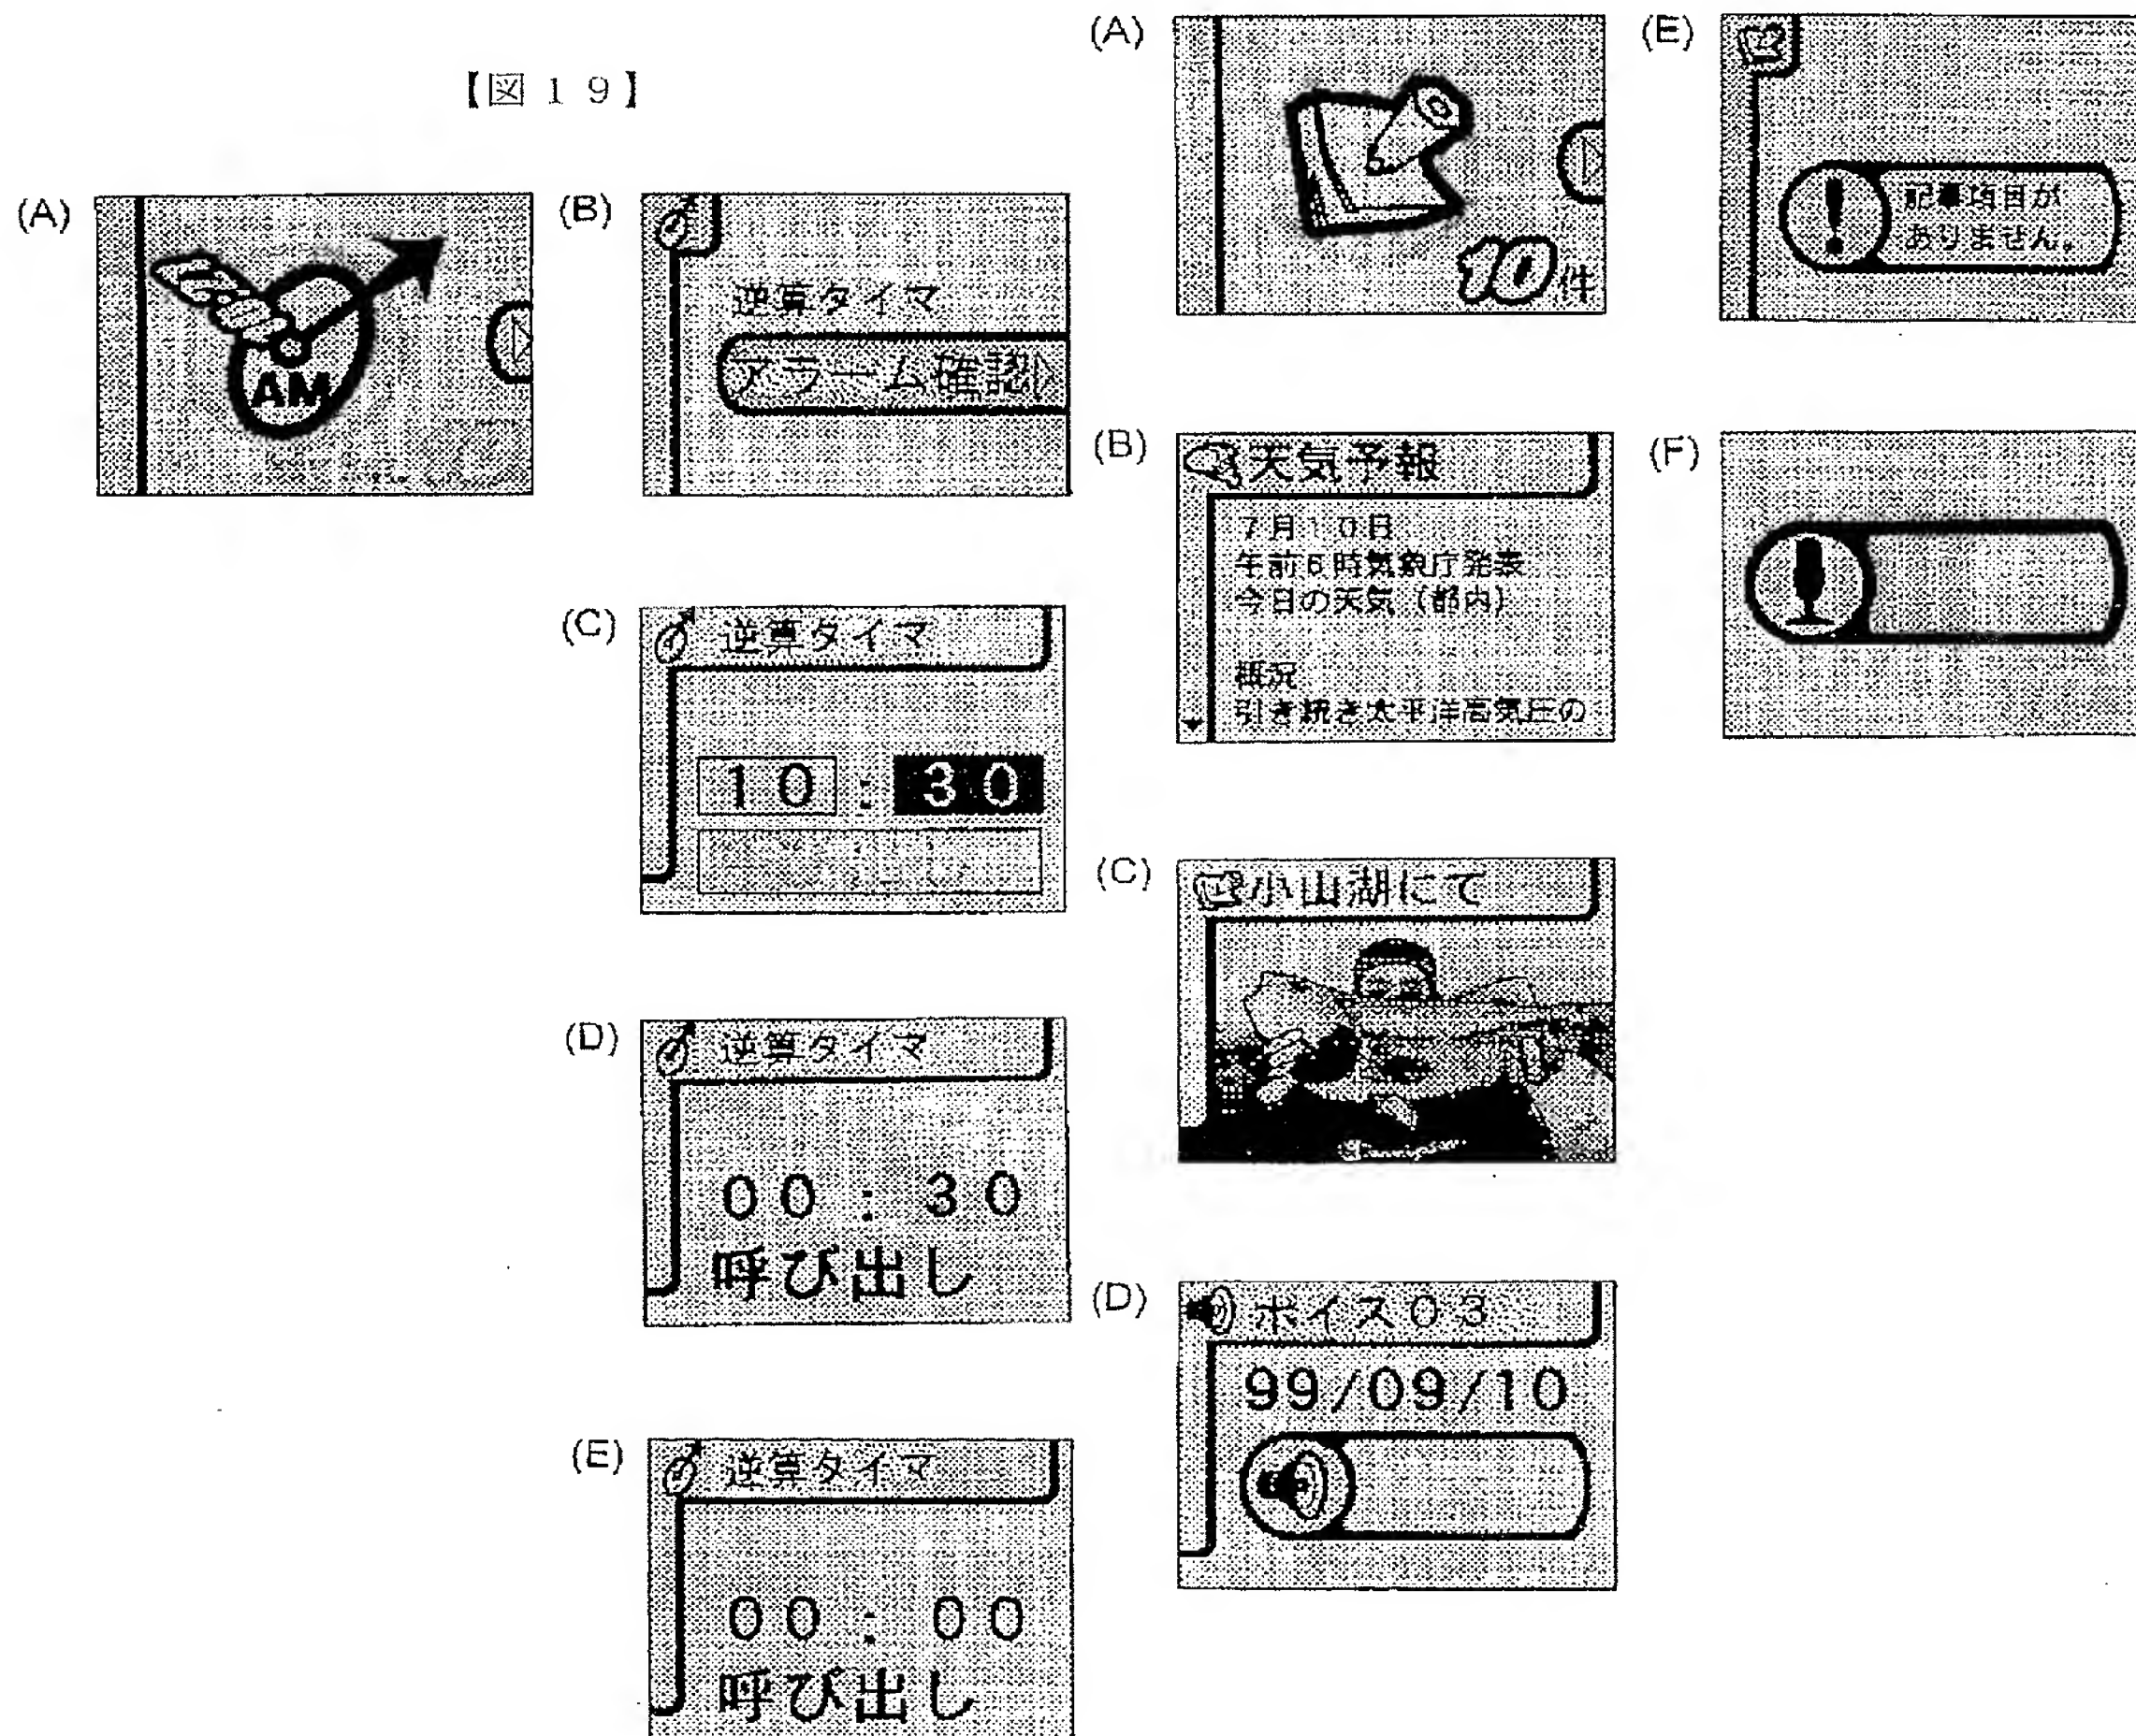 【図19】
(A)
AM
(B)
逆算タイマ
アラーム確認
(C)
逆算タイマ
10:30
(D)
逆算タイマ
00:30
呼び出し
(E)
逆算タイマ
00:00
呼び出し
(A)
10件
(B)
天気予報
7月10日
午前6時気象庁発表
今日の天気(都内)
概況
引き続き太平洋高気圧の
(C)
小山湖にて
(D)
ボイス03
99/09/10
(E)
記事項目が
ありません。
(F)